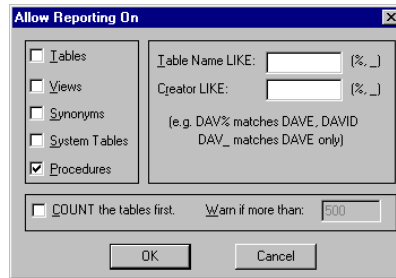 Allow Reporting On
Tables
Views
Synonyms
System Tables
Procedures
Table Name LIKE: (%, _)
Creator LIKE: (%, _)
(e.g. DAV% matches DAVE, DAVID
DAV_ matches DAVE only)
COUNT the tables first. Warn if more than: 500
OK Cancel